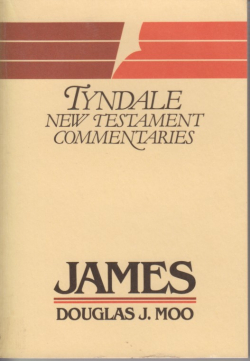 TYNDALE
NEW TESTAMENT
COMMENTARIES
JAMES
DOUGLAS J. MOO